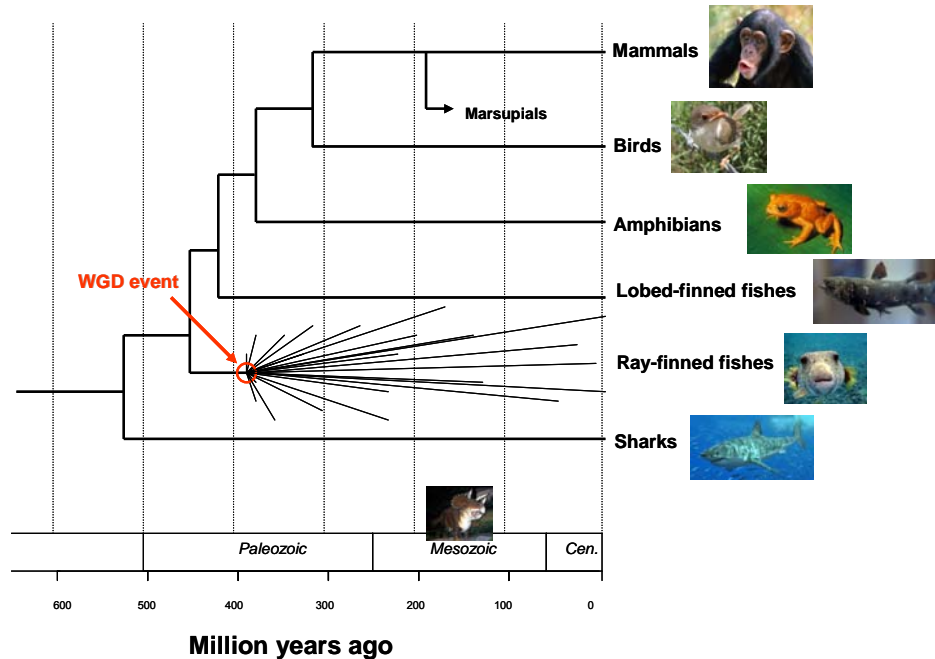 Mammals
Marsupials
Birds
Amphibians
WGD event
Lobed-finned fishes
Ray-finned fishes
Sharks
Paleozoic Mesozoic Cen.
600 500 400 300 200 100 0
Million years ago